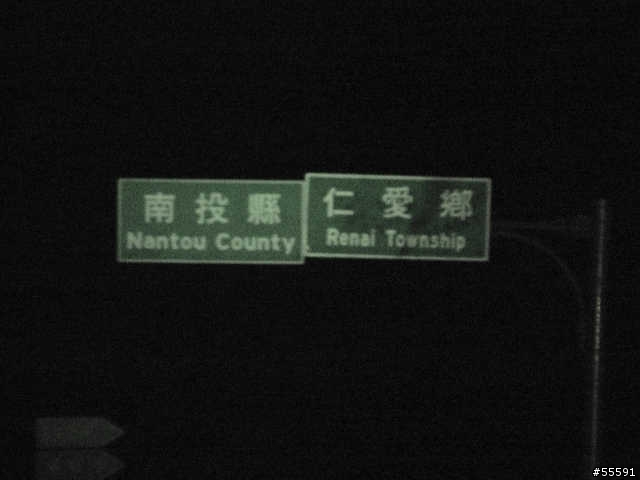 南投縣
Nantou County
仁愛鄉
Renai Township
#55591